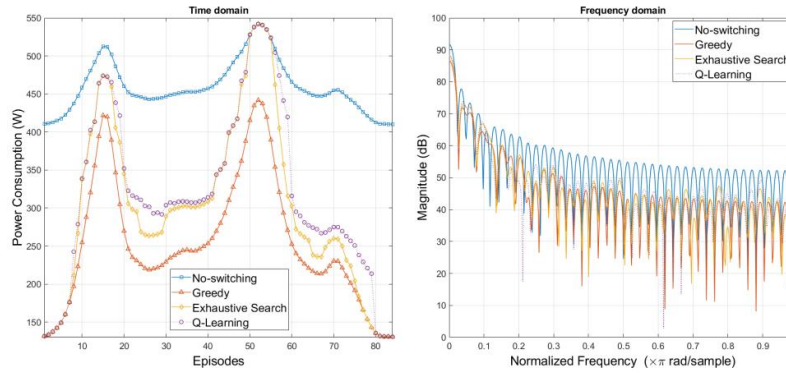 Time domain
Power Consumption (W)
550
500
450
400
350
300
250
200
150
0 10 20 30 40 50 60 70 80
Episodes
No-switching
Greedy
Exhaustive Search
Q-Learning
Frequency domain
Magnitude (dB)
100
90
80
70
60
50
40
30
20
10
0
0 0.1 0.2 0.3 0.4 0.5 0.6 0.7 0.8 0.9
Normalized Frequency (×π rad/sample)
No-switching
Greedy
Exhaustive Search
Q-Learning